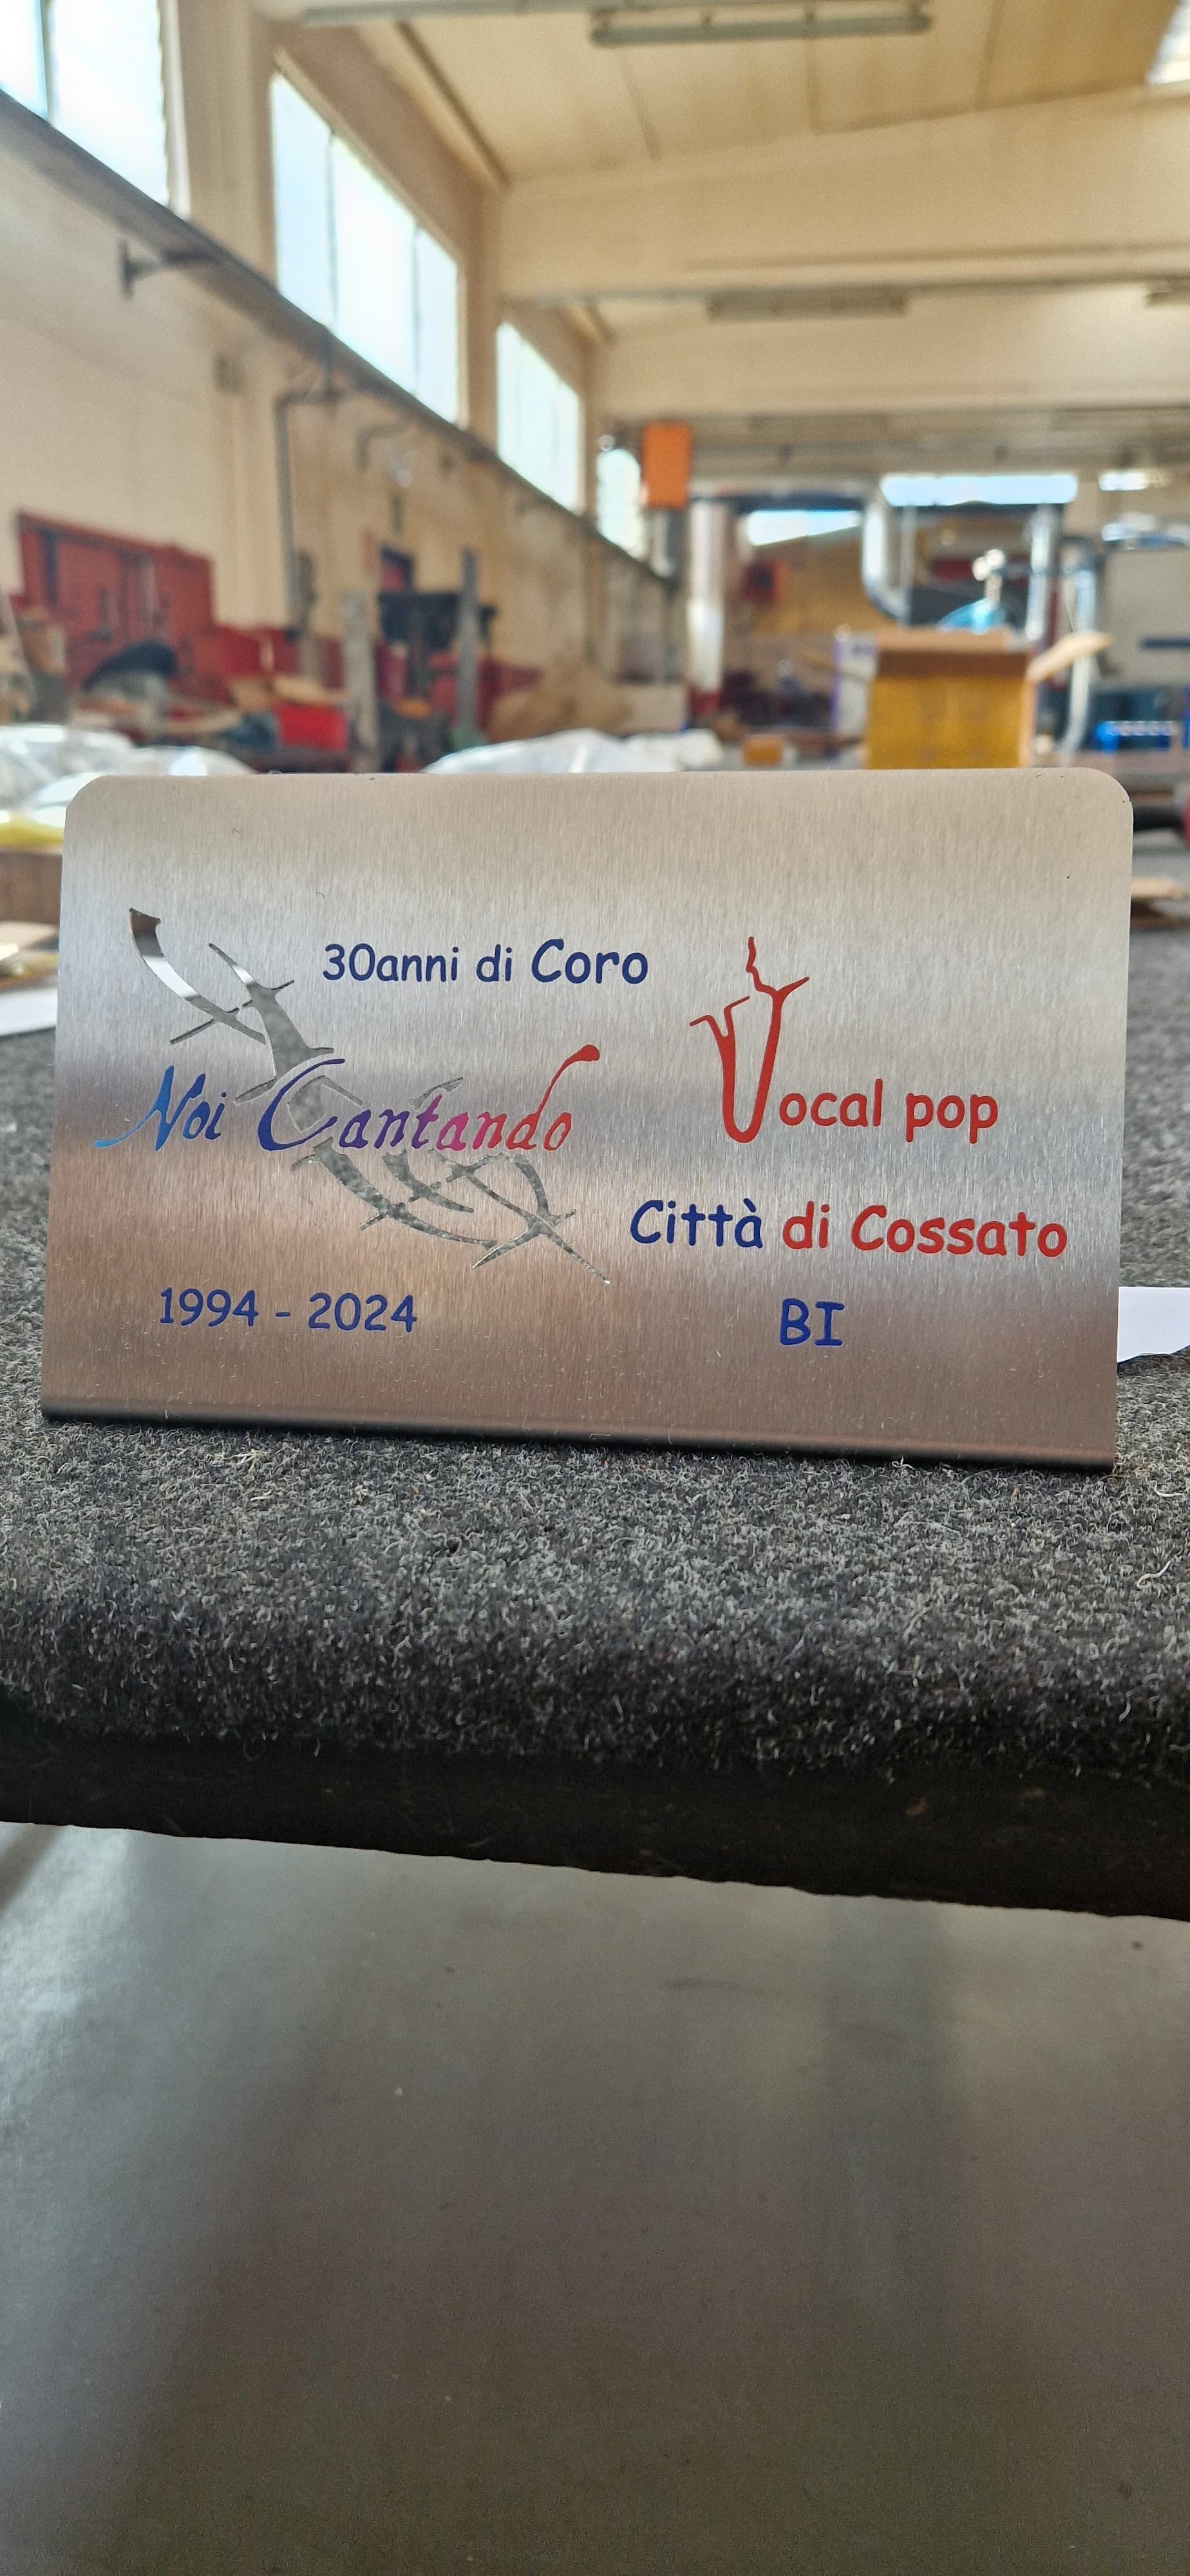 30anni di Coro
Noi Cantando
1994 - 2024
Vocal pop
Città di Cossato
BI